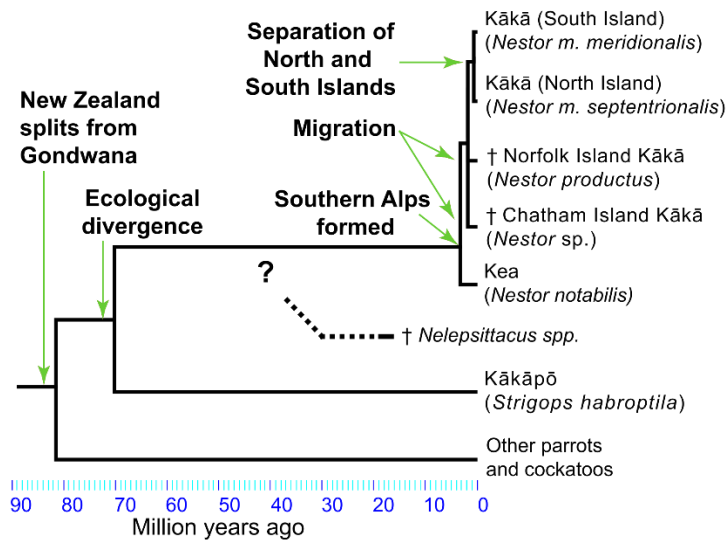 Separation of
North and
South Islands
Kākā (South Island)
(Nestor m. meridionalis)
Kākā (North Island)
(Nestor m. septentrionalis)
New Zealand
splits from
Gondwana
Migration
† Norfolk Island Kākā
(Nestor productus)
Ecological
divergence
Southern Alps
formed
† Chatham Island Kākā
(Nestor sp.)
?
Kea
(Nestor notabilis)
† Nelepsittacus spp.
Kākāpō
(Strigops habroptila)
Other parrots
and cockatoos
90 80 70 60 50 40 30 20 10 0
Million years ago